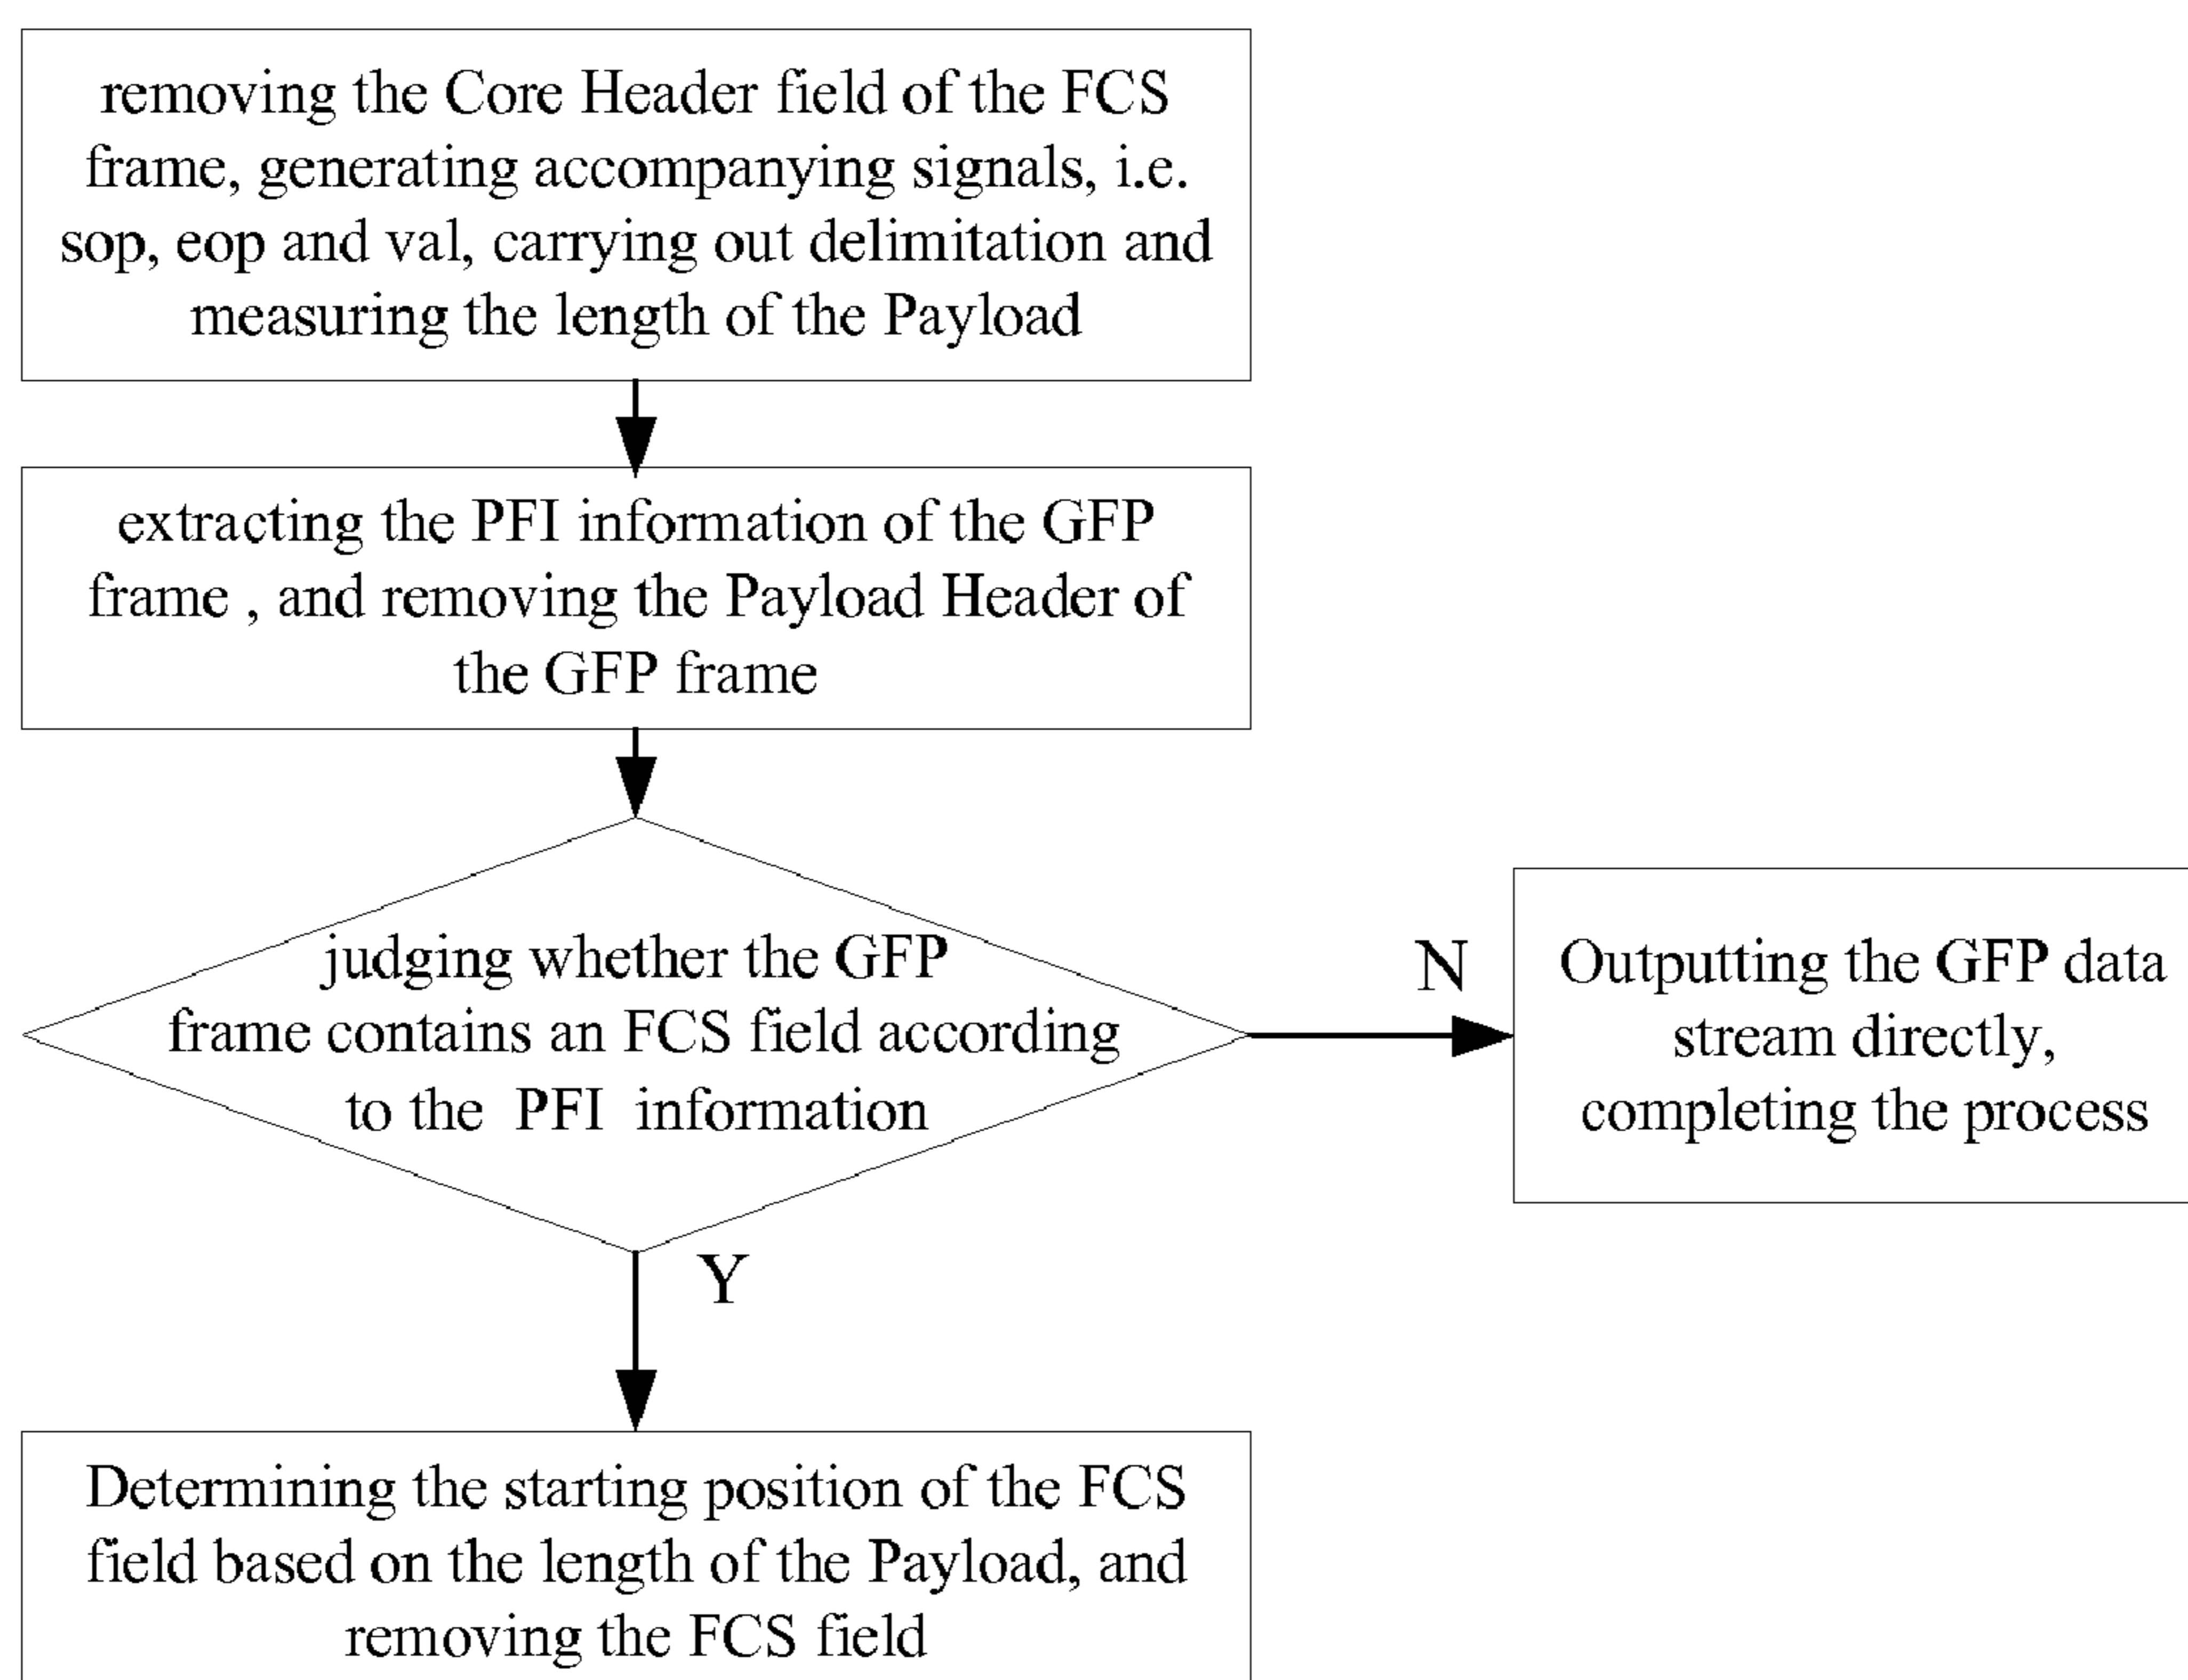 removing the Core Header field of the FCS
frame, generating accompanying signals, i.e.
sop, eop and val, carrying out delimitation and
measuring the length of the Payload
extracting the PFI information of the GFP
frame , and removing the Payload Header of
the GFP frame
judging whether the GFP
frame contains an FCS field according
to the PFI information
N
Outputting the GFP data
stream directly,
completing the process
Y
Determining the starting position of the FCS
field based on the length of the Payload, and
removing the FCS field